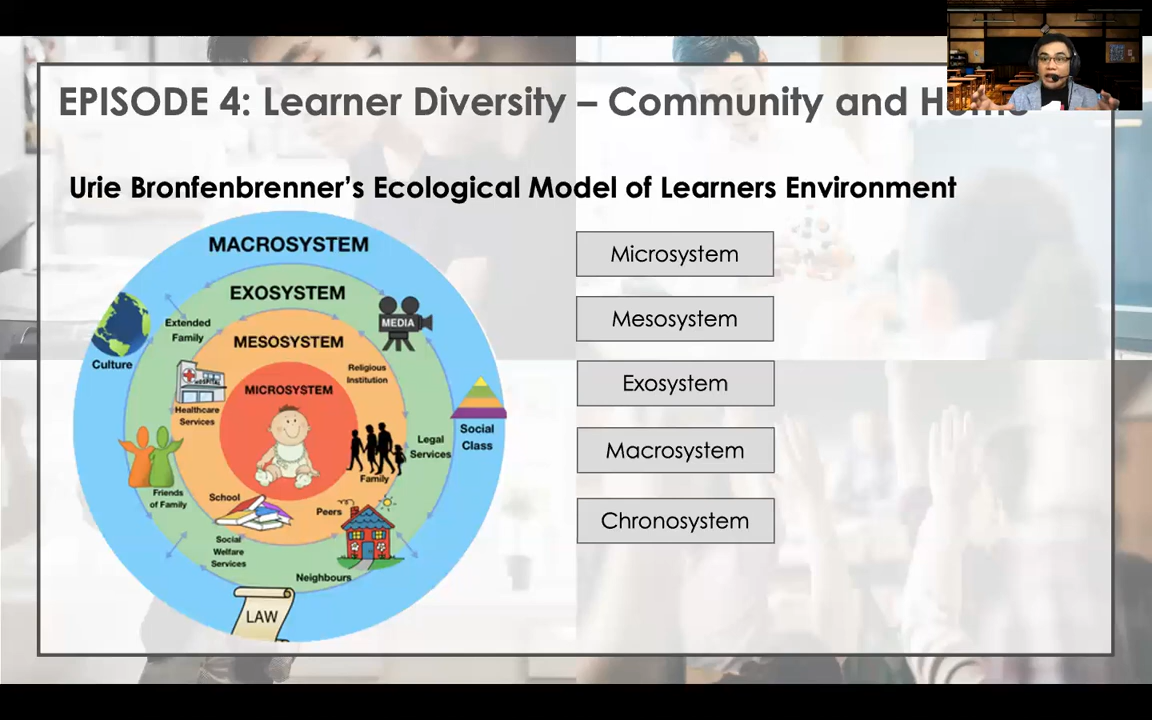 EPISODE 4: Learner Diversity – Community and
Urie Bronfenbrenner's Ecological Model of Learners Environment
MACROSYSTEM
EXOSYSTEM
MESOSYSTEM
MICROSYSTEM
Culture
Extended
Family
MEDIA
Religious
Institution
HOSPITAL
Healthcare
Services
Social
Class
Legal
Services
Family
Friends
of Family
School
Peers
Social
Welfare
Services
Neighbours
LAW
Microsystem
Mesosystem
Exosystem
Macrosystem
Chronosystem